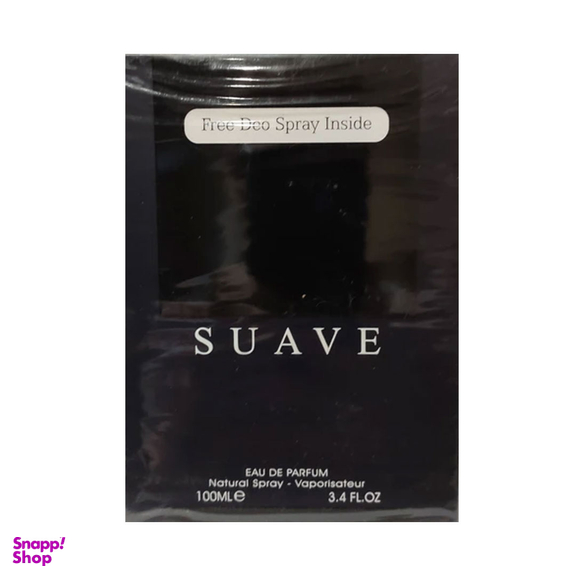 Free Deo Spray Inside
SUAVE
EAU DE PARFUM
Natural Spray - Vaporisateur
100MLe 3.4 FL.OZ
Snapp!
Shop